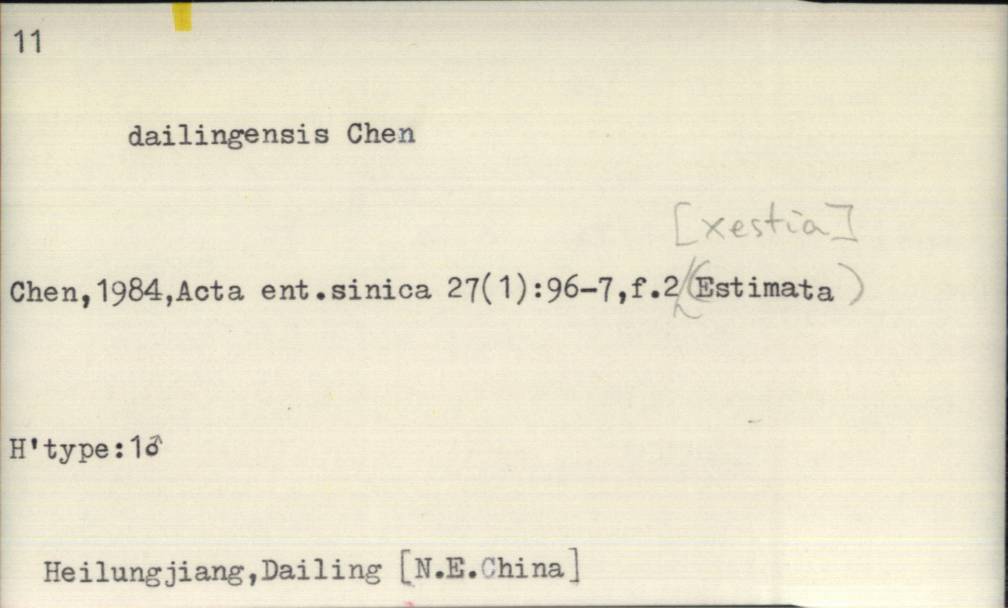 11
dailingensis Chen
[xestia]
Chen,1984,Acta ent.sinica 27(1):96-7,f.2 (Estimata)
H'type:1♂
Heilungjiang,Dailing [N.E.China]